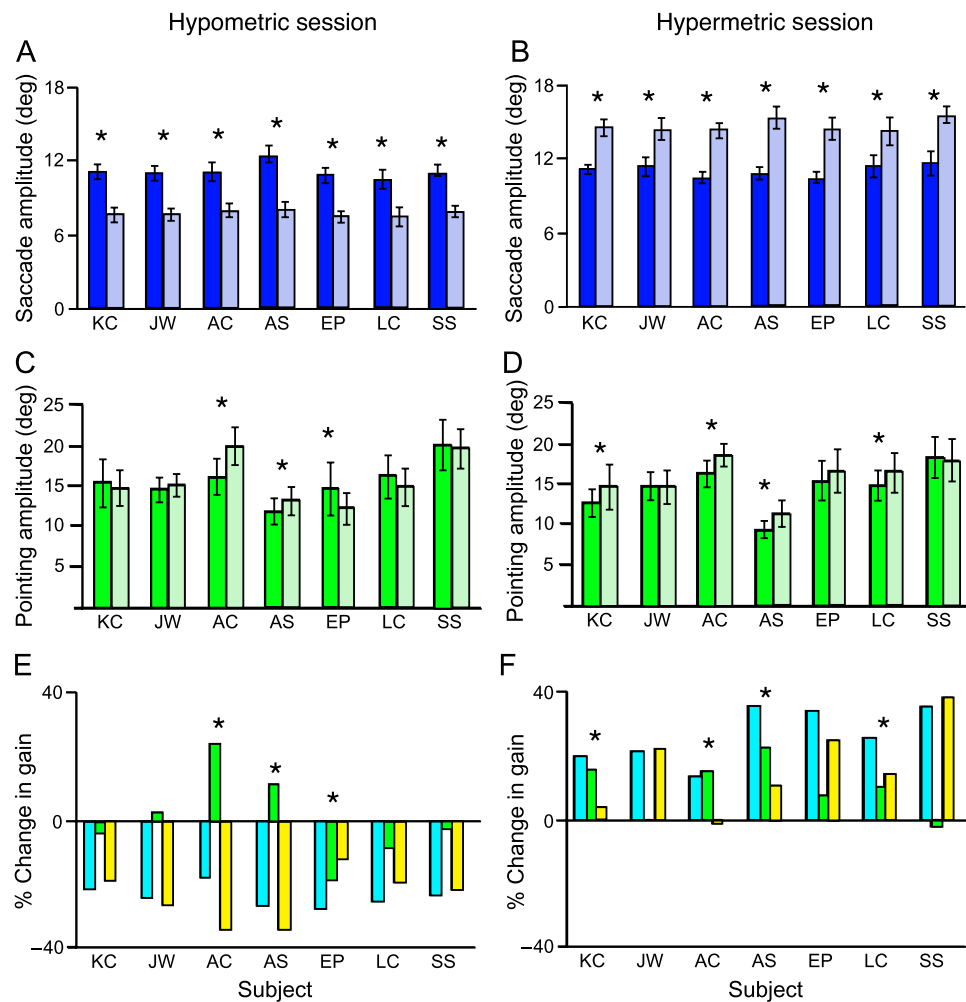 Hypometric session
Hypermetric session
A
Saccade amplitude (deg)
18
12
6
0
* * * * * * *
KC JW AC AS EP LC SS
B
Saccade amplitude (deg)
18
12
6
0
* * * * * * *
KC JW AC AS EP LC SS
C
Pointing amplitude (deg)
25
20
15
10
5
* * *
KC JW AC AS EP LC SS
D
Pointing amplitude (deg)
25
20
15
10
5
* * * *
KC JW AC AS EP LC SS
E
% Change in gain
40
0
–40
* * *
KC JW AC AS EP LC SS
Subject
F
% Change in gain
40
0
–40
* * * *
KC JW AC AS EP LC SS
Subject